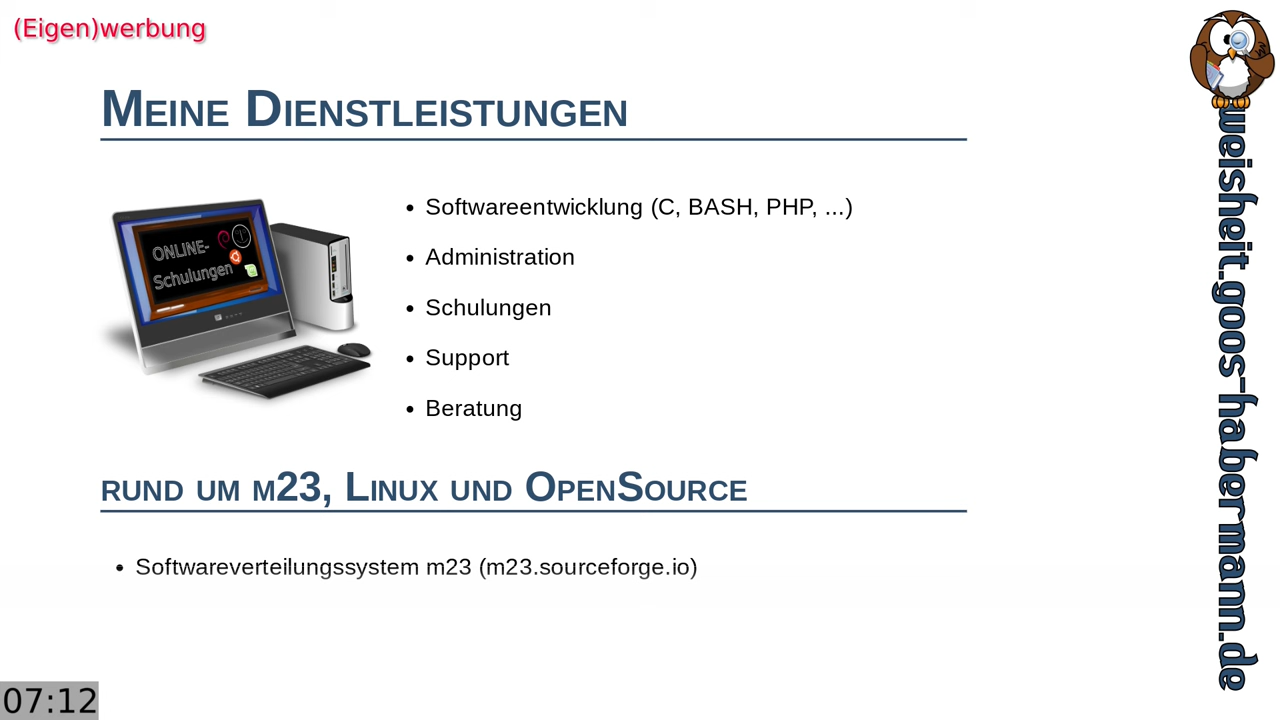 (Eigen)werbung
Meine Dienstleistungen
ONLINE-
Schulungen
• Softwareentwicklung (C, BASH, PHP, ...)
• Administration
• Schulungen
• Support
• Beratung
rund um m23, Linux und OpenSource
• Softwareverteilungssystem m23 (m23.sourceforge.io)
weisheit.goos-habermann.de
07:12